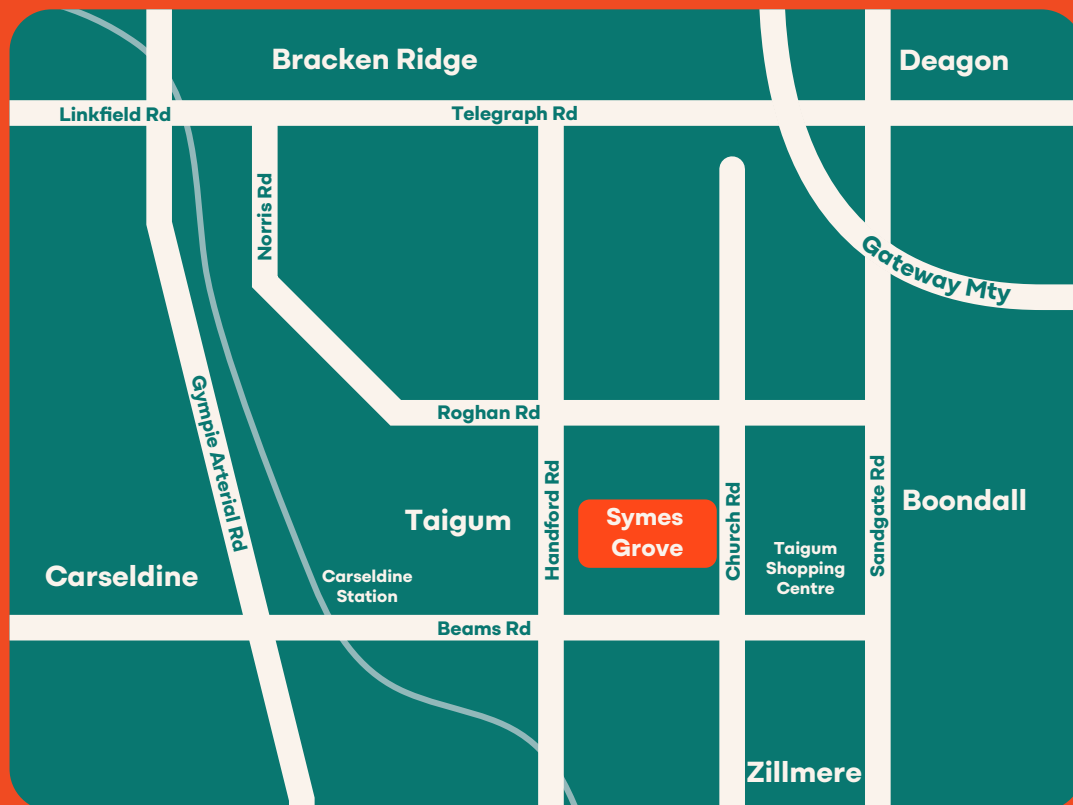 Bracken Ridge
Deagon
Linkfield Rd
Telegraph Rd
Norris Rd
Gateway Mty
Gympie Arterial Rd
Roghan Rd
Handford Rd
Church Rd
Sandgate Rd
Boondall
Symes
Grove
Taigum
Taigum
Shopping
Centre
Carseldine
Carseldine
Station
Beams Rd
Zillmere